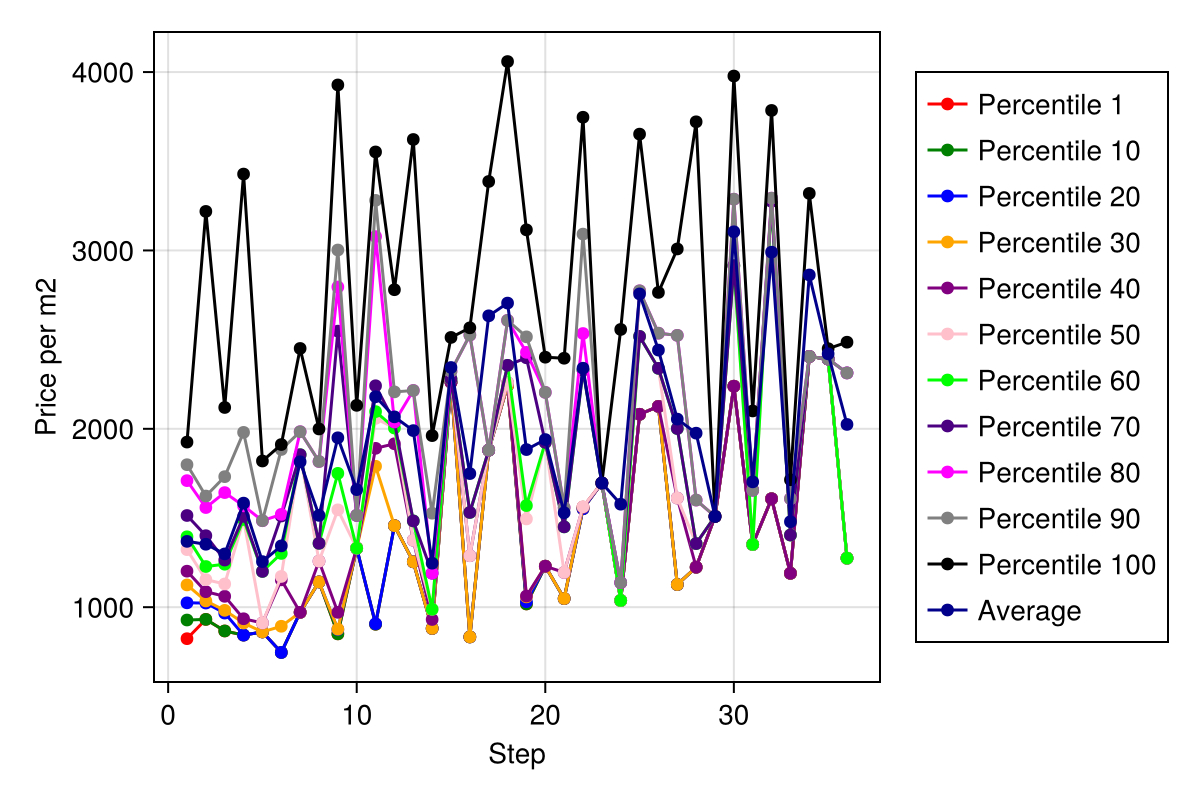 4000
3000
2000
1000
Price per m2
0
10
20
30
Step
Percentile 1
Percentile 10
Percentile 20
Percentile 30
Percentile 40
Percentile 50
Percentile 60
Percentile 70
Percentile 80
Percentile 90
Percentile 100
Average